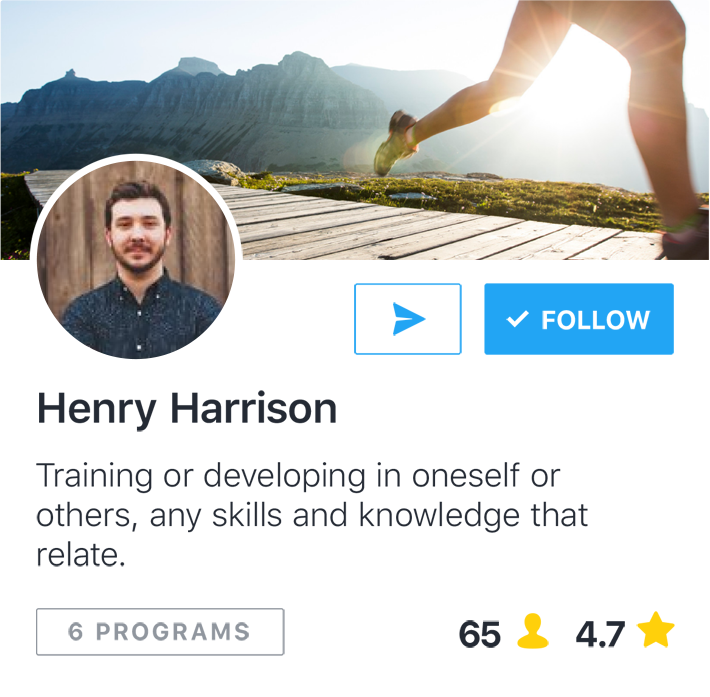 FOLLOW
Henry Harrison
Training or developing in oneself or
others, any skills and knowledge that
relate.
6 PROGRAMS
65 4.7